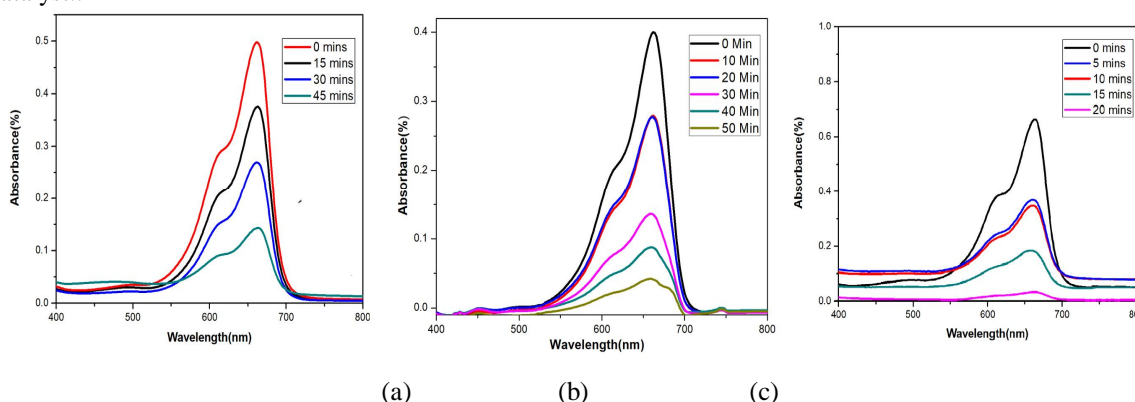 0.5
0.4
0.3
0.2
0.1
0.0
400
500
600
700
800
Absorbance(%)
Wavelength(nm)
0 mins
15 mins
30 mins
45 mins
0.4
0.3
0.2
0.1
0.0
400
500
600
700
800
Absorbance(%)
Wavelength(nm)
0 Min
10 Min
20 Min
30 Min
40 Min
50 Min
1.0
0.8
0.6
0.4
0.2
0.0
400
500
600
700
Absorbance(%)
Wavelength(nm)
0 mins
5 mins
10 mins
15 mins
20 mins
(a) (b) (c)